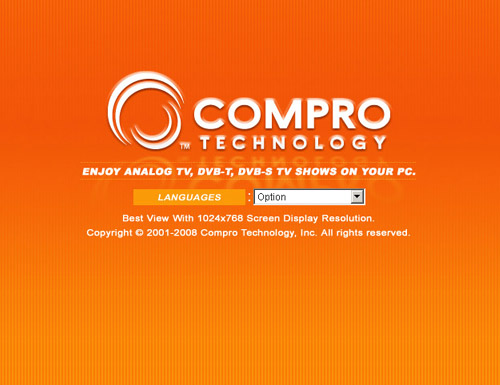 COMPRO
TECHNOLOGY
TM
ENJOY ANALOG TV, DVB-T, DVB-S TV SHOWS ON YOUR PC.
LANGUAGES : Option
Best View With 1024x768 Screen Display Resolution.
Copyright © 2001-2008 Compro Technology, Inc. All rights reserved.